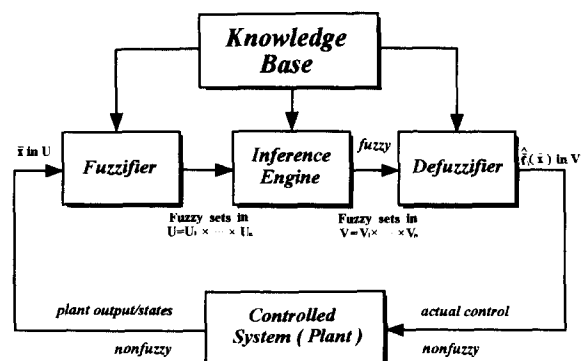 Knowledge
Base
x̄ in U
Fuzzifier
Inference
Engine
fuzzy
Defuzzifier
(x̄) in V
Fuzzy sets in
U=U₁ × ··· × Uₙ
Fuzzy sets in
V=V₁× ··· × Vₙ
plant output/states
nonfuzzy
Controlled
System ( Plant )
actual control
nonfuzzy